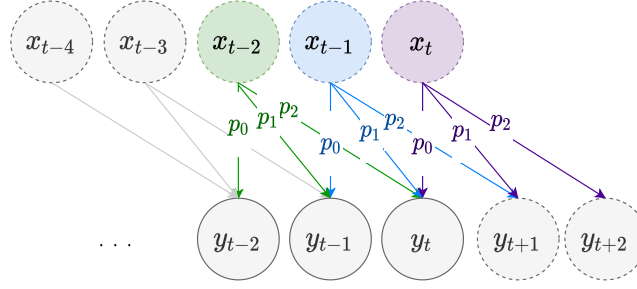 x_{t-4} x_{t-3} x_{t-2} x_{t-1} x_t
p_0 p_1 p_2 p_0 p_1 p_2 p_0 p_1 p_2
. . . y_{t-2} y_{t-1} y_t y_{t+1} y_{t+2}